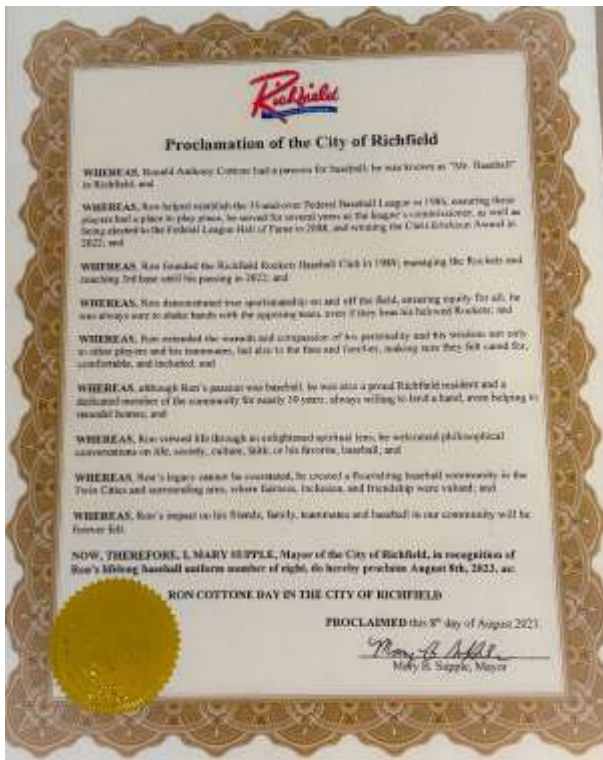 Richfield
Proclamation of the City of Richfield
WHEREAS, Ronald Anthony Cottone had a passion for baseball; he was known as "Mr. Baseball"
in Richfield; and
WHEREAS, Ron helped establish the 31-and-over Federal Baseball League in 1986, ensuring these
players had a place to play, he served for several years as the league's commissioner, as well as
being elected to the Federal League Hall of Fame in 2008, and winning the Chris Erickson Award in
2022; and
WHEREAS, Ron founded the Richfield Rockets Baseball Club in 1989; managing the Rockets and
coaching 3rd base until his passing in 2022; and
WHEREAS, Ron demonstrated true sportsmanship on and off the field, ensuring equity for all; he
was always sure to shake hands with the opposing team, even if they beat his beloved Rockets; and
WHEREAS, Ron extended the warmth and compassion of his personality and his wisdom not only
to other players and his teammates, but also to the fans and families, making sure they felt cared for,
comfortable, and included; and
WHEREAS, although Ron's passion was baseball, he was also a proud Richfield resident and a
dedicated member of the community for nearly 30 years, always willing to lend a hand, even helping to
remodel homes; and
WHEREAS, Ron viewed life through an enlightened spiritual lens; he welcomed philosophical
conversations on life, society, culture, faith, or his favorite, baseball; and
WHEREAS, Ron's legacy cannot be overstated, he created a flourishing baseball community in the
Twin Cities and surrounding area, where fairness, inclusion, and friendship were valued; and
WHEREAS, Ron's impact on his friends, family, teammates and baseball in our community will be
forever felt.
NOW, THEREFORE, I, MARY SUPPLE, Mayor of the City of Richfield, in recognition of
Ron's lifelong baseball uniform number of eight, do hereby proclaim August 8th, 2023, as:
RON COTTONE DAY IN THE CITY OF RICHFIELD
PROCLAIMED this 8th day of August 2023.
Mary B. Supple, Mayor